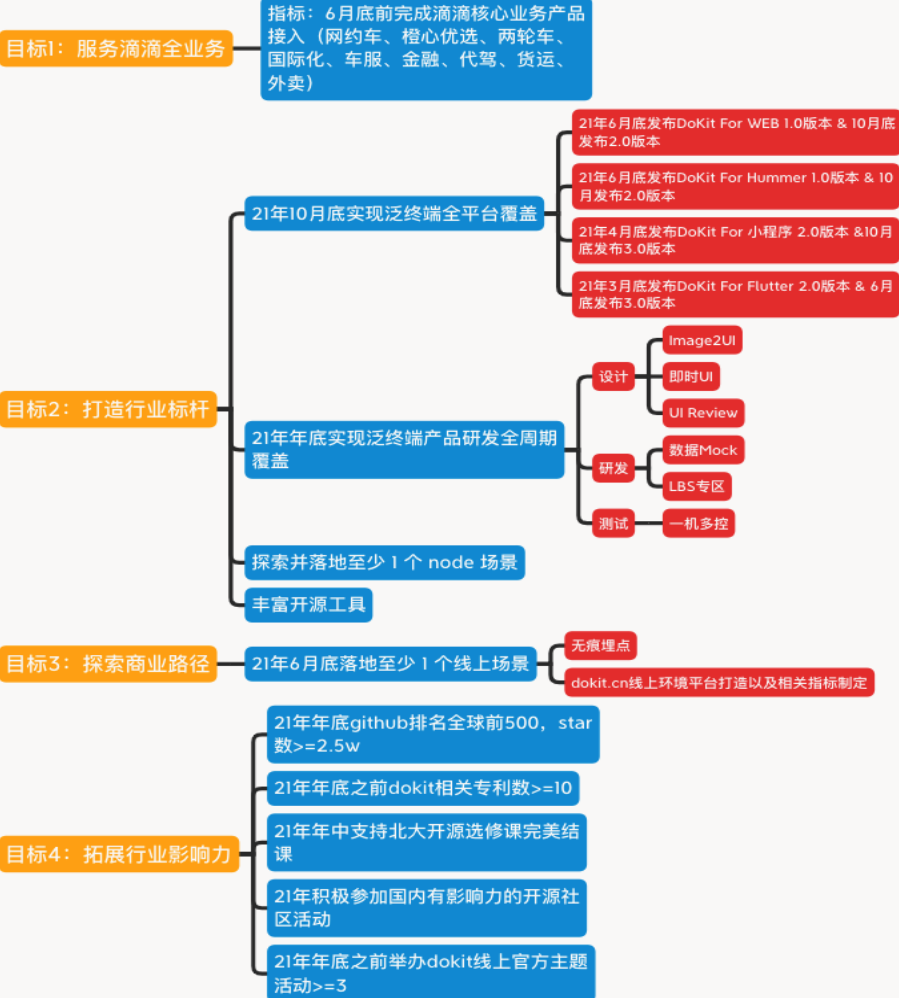 目标1：服务滴滴全业务
指标：6月底前完成滴滴核心业务产品
接入（网约车、橙心优选、两轮车、
国际化、车服、金融、代驾、货运、
外卖）
目标2：打造行业标杆
21年10月底实现泛终端全平台覆盖
21年6月底发布DoKit For WEB 1.0版本 & 10月底
发布2.0版本
21年6月底发布DoKit For Hummer 1.0版本 & 10
月发布2.0版本
21年4月底发布DoKit For 小程序 2.0版本 &10月
底发布3.0版本
21年3月底发布DoKit For Flutter 2.0版本 & 6月
底发布3.0版本
21年年底实现泛终端产品研发全周期
覆盖
设计
Image2UI
即时UI
UI Review
研发
数据Mock
LBS专区
测试
一机多控
探索并落地至少 1 个 node 场景
丰富开源工具
目标3：探索商业路径
21年6月底落地至少 1 个线上场景
无痕埋点
dokit.cn线上环境平台打造以及相关指标制定
目标4：拓展行业影响力
21年年底github排名全球前500，star
数>=2.5w
21年年底之前dokit相关专利数>=10
21年年中支持北大开源选修课完美结
课
21年积极参加国内有影响力的开源社
区活动
21年年底之前举办dokit线上官方主题
活动>=3